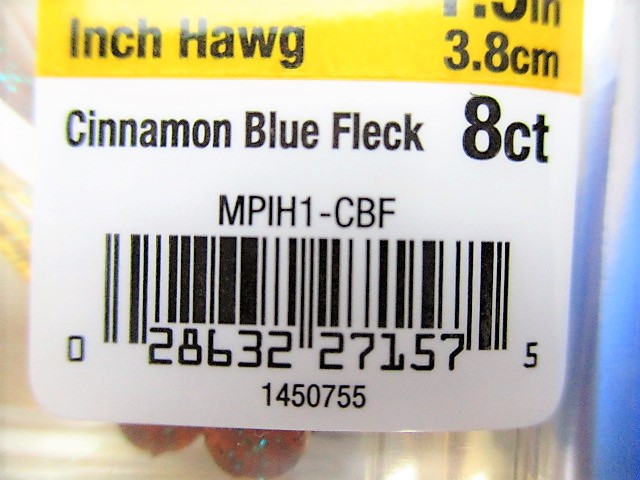 Inch Hawg
3.8cm
Cinnamon Blue Fleck 8ct
MPIH1-CBF
0 28632 27157 5
1450755